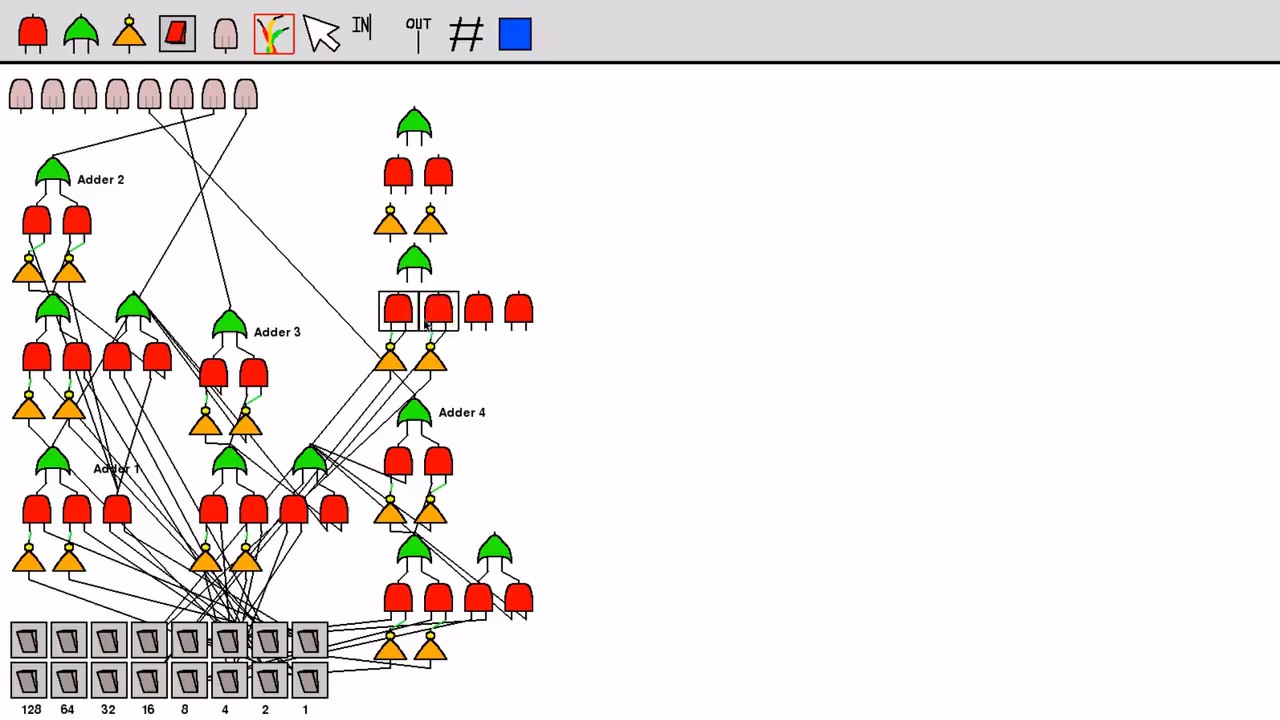 IN
OUT
Adder 2
Adder 3
Adder 4
Adder 1
128 64 32 16 8 4 2 1